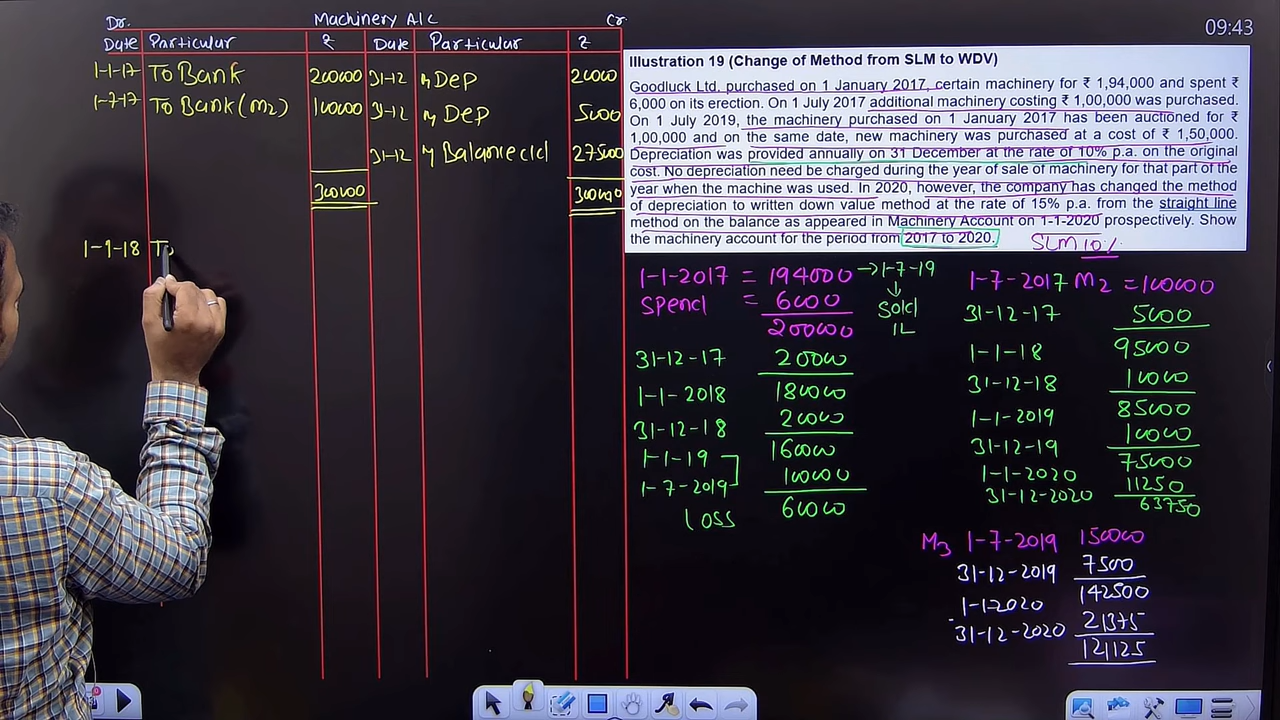 Dr. Machinery A/c Cr.
Date Particular ₹ Date Particular ₹
1-1-17 To Bank 200000 31-12 By Dep 20000
1-7-17 To Bank (M2) 100000 31-12 By Dep 5000
31-12 By Balance c/d 275000
300000 300000
1-1-18 To
09:43
Illustration 19 (Change of Method from SLM to WDV)
Goodluck Ltd. purchased on 1 January 2017, certain machinery for ₹ 1,94,000 and spent ₹
6,000 on its erection. On 1 July 2017 additional machinery costing ₹ 1,00,000 was purchased.
On 1 July 2019, the machinery purchased on 1 January 2017 has been auctioned for ₹
1,00,000 and on the same date, new machinery was purchased at a cost of ₹ 1,50,000.
Depreciation was provided annually on 31 December at the rate of 10% p.a. on the original
cost. No depreciation need be charged during the year of sale of machinery for that part of the
year when the machine was used. In 2020, however, the company has changed the method
of depreciation to written down value method at the rate of 15% p.a. from the straight line
method on the balance as appeared in Machinery Account on 1-1-2020 prospectively. Show
the machinery account for the period from 2017 to 2020.
SLM 10%
1-1-2017 = 194000 → 1-7-19
Spend = 6000 ↓
Sold
200000 1L
31-12-17 20000
1-1-2018 180000
31-12-18 20000
1-1-19 160000
1-7-2019 100000
Loss 60000
1-7-2017 M2 = 100000
31-12-17 5000
1-1-18 95000
31-12-18 10000
1-1-2019 85000
31-12-19 10000
1-1-2020 75000
31-12-2020 11250
63750
M3 1-7-2019 150000
31-12-2019 7500
1-1-2020 142500
31-12-2020 21375
121125